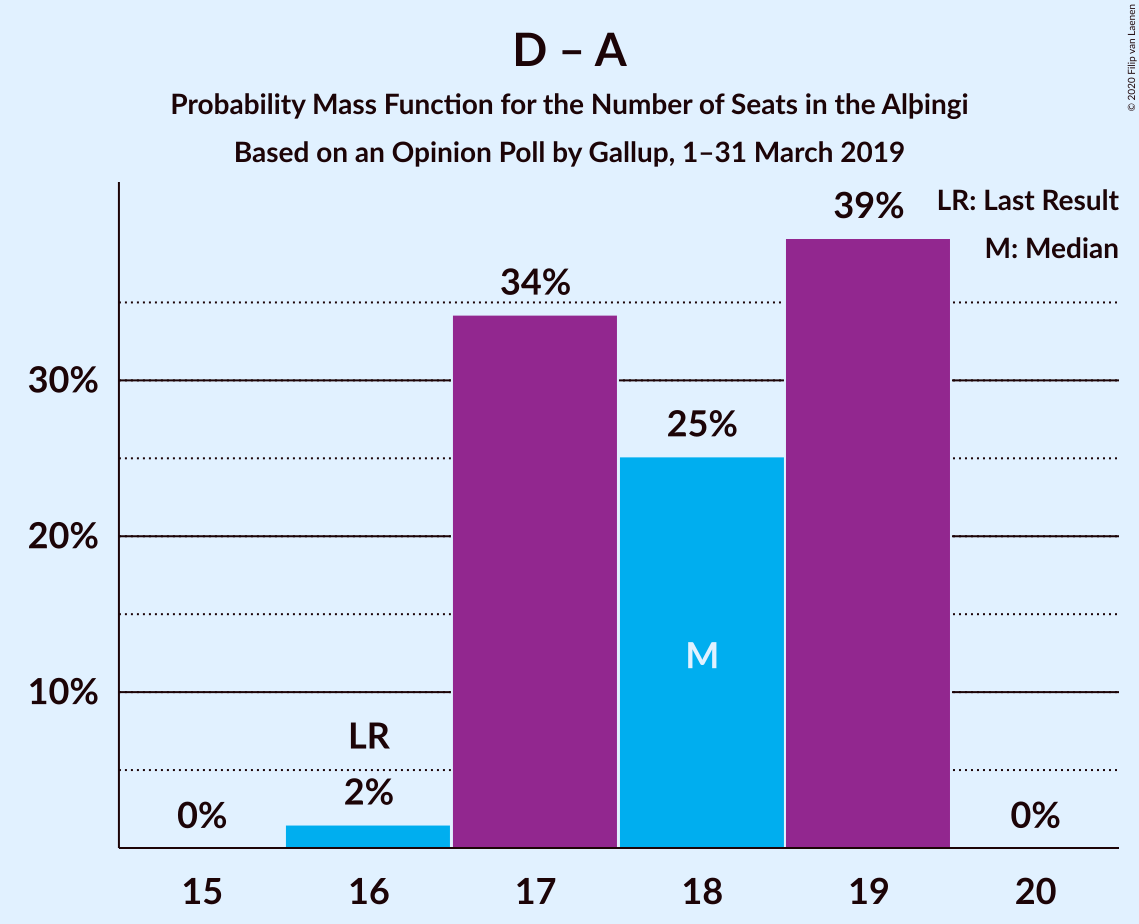 D – A
Probability Mass Function for the Number of Seats in the Alþingi
Based on an Opinion Poll by Gallup, 1–31 March 2019
© 2020 Filip van Laenen
LR: Last Result
M: Median
39%
34%
30%
25%
20%
M
10%
LR
2%
0%
0%
15 16 17 18 19 20